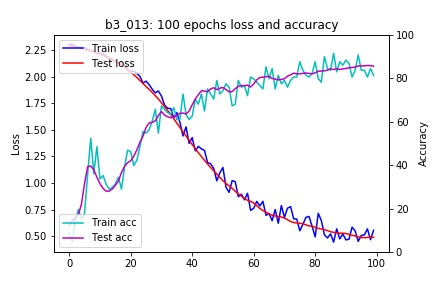 b3_013: 100 epochs loss and accuracy
Train loss
Test loss
Train acc
Test acc
Loss
2.25
2.00
1.75
1.50
1.25
1.00
0.75
0.50
Accuracy
100
80
60
40
20
0
0 20 40 60 80 100